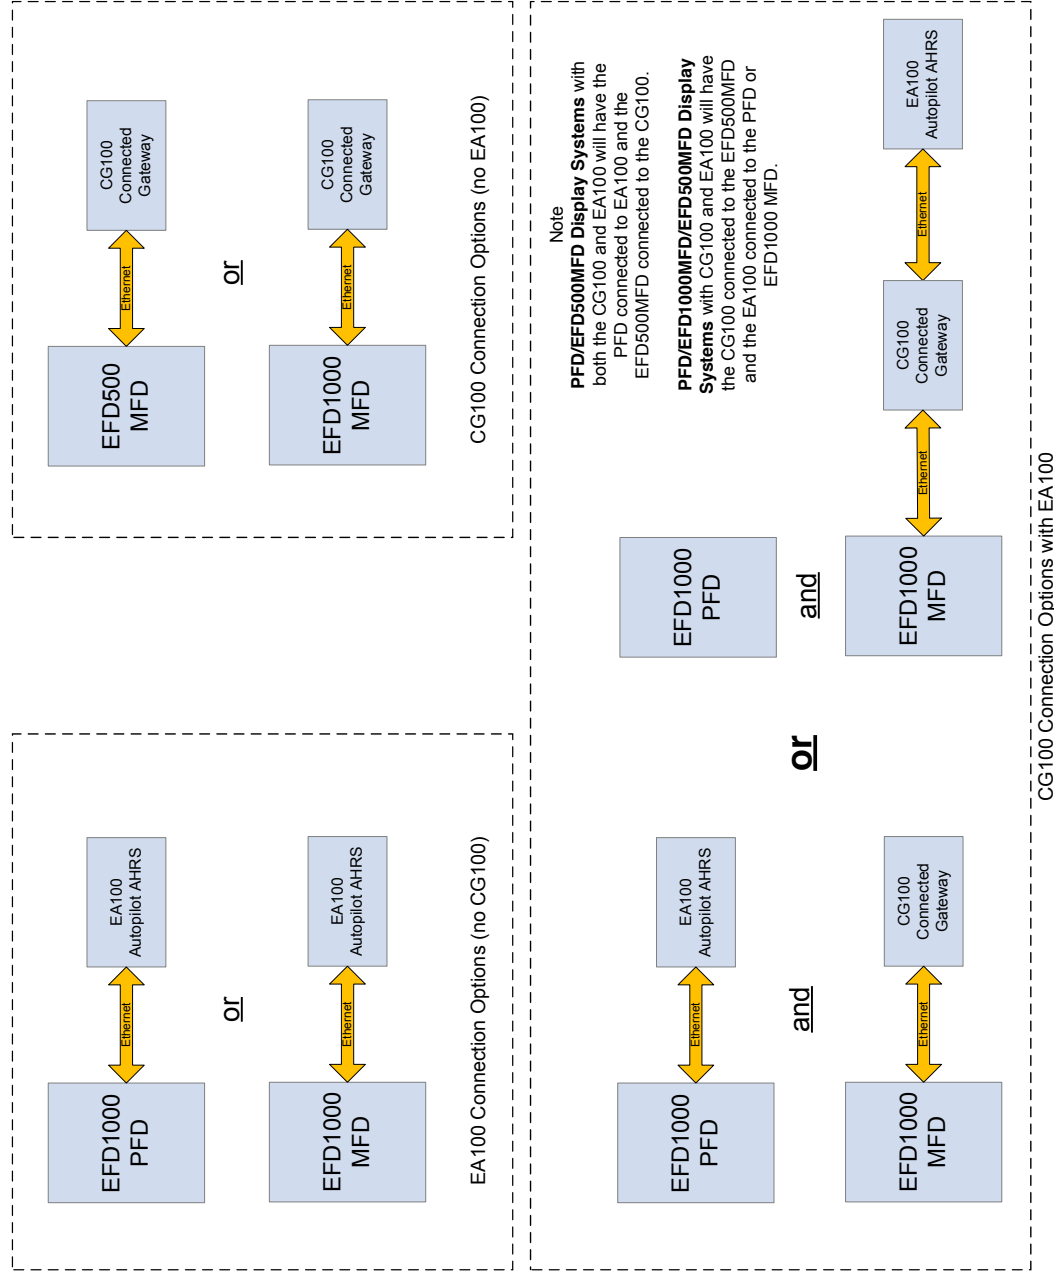 EFD1000
PFD
Ethernet
EA100
Autopilot AHRS
or
EFD1000
MFD
Ethernet
EA100
Autopilot AHRS
EA100 Connection Options (no CG100)
EFD500
MFD
Ethernet
CG100
Connected
Gateway
or
EFD1000
MFD
Ethernet
CG100
Connected
Gateway
CG100 Connection Options (no EA100)
EFD1000
PFD
Ethernet
EA100
Autopilot AHRS
and
EFD1000
MFD
Ethernet
CG100
Connected
Gateway
or
EFD1000
PFD
and
EFD1000
MFD
Ethernet
CG100
Connected
Gateway
Ethernet
EA100
Autopilot AHRS
Note
PFD/EFD500MFD Display Systems with
both the CG100 and EA100 will have the
PFD connected to EA100 and the
EFD500MFD connected to the CG100.
PFD/EFD1000MFD/EFD500MFD Display
Systems with CG100 and EA100 will have
the CG100 connected to the EFD500MFD
and the EA100 connected to the PFD or
EFD1000 MFD.
CG100 Connection Options with EA100